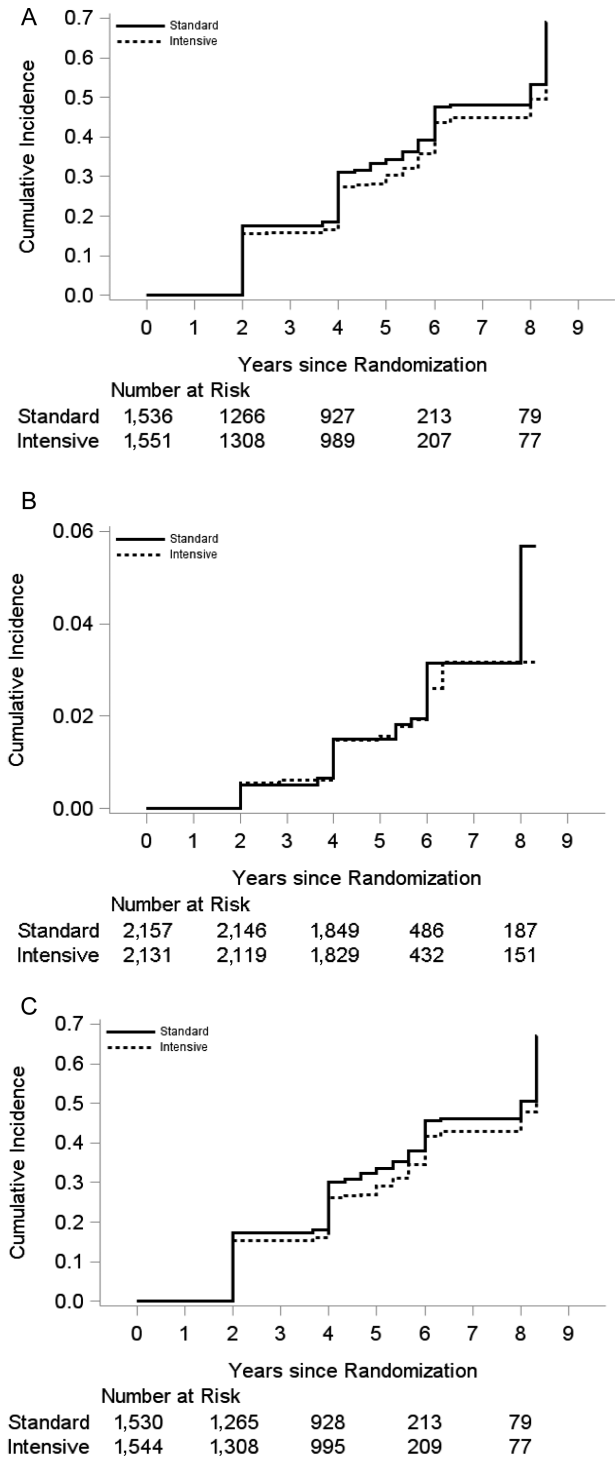 A
0.7
Standard
Intensive
0.6
0.5
0.4
0.3
0.2
0.1
0.0
Cumulative Incidence
0 1 2 3 4 5 6 7 8 9
Years since Randomization
Number at Risk
Standard 1,536 1266 927 213 79
Intensive 1,551 1308 989 207 77
B
0.06
Standard
Intensive
0.04
0.02
0.00
Cumulative Incidence
0 1 2 3 4 5 6 7 8 9
Years since Randomization
Number at Risk
Standard 2,157 2,146 1,849 486 187
Intensive 2,131 2,119 1,829 432 151
C
0.7
Standard
Intensive
0.6
0.5
0.4
0.3
0.2
0.1
0.0
Cumulative Incidence
0 1 2 3 4 5 6 7 8 9
Years since Randomization
Number at Risk
Standard 1,530 1,265 928 213 79
Intensive 1,544 1,308 995 209 77